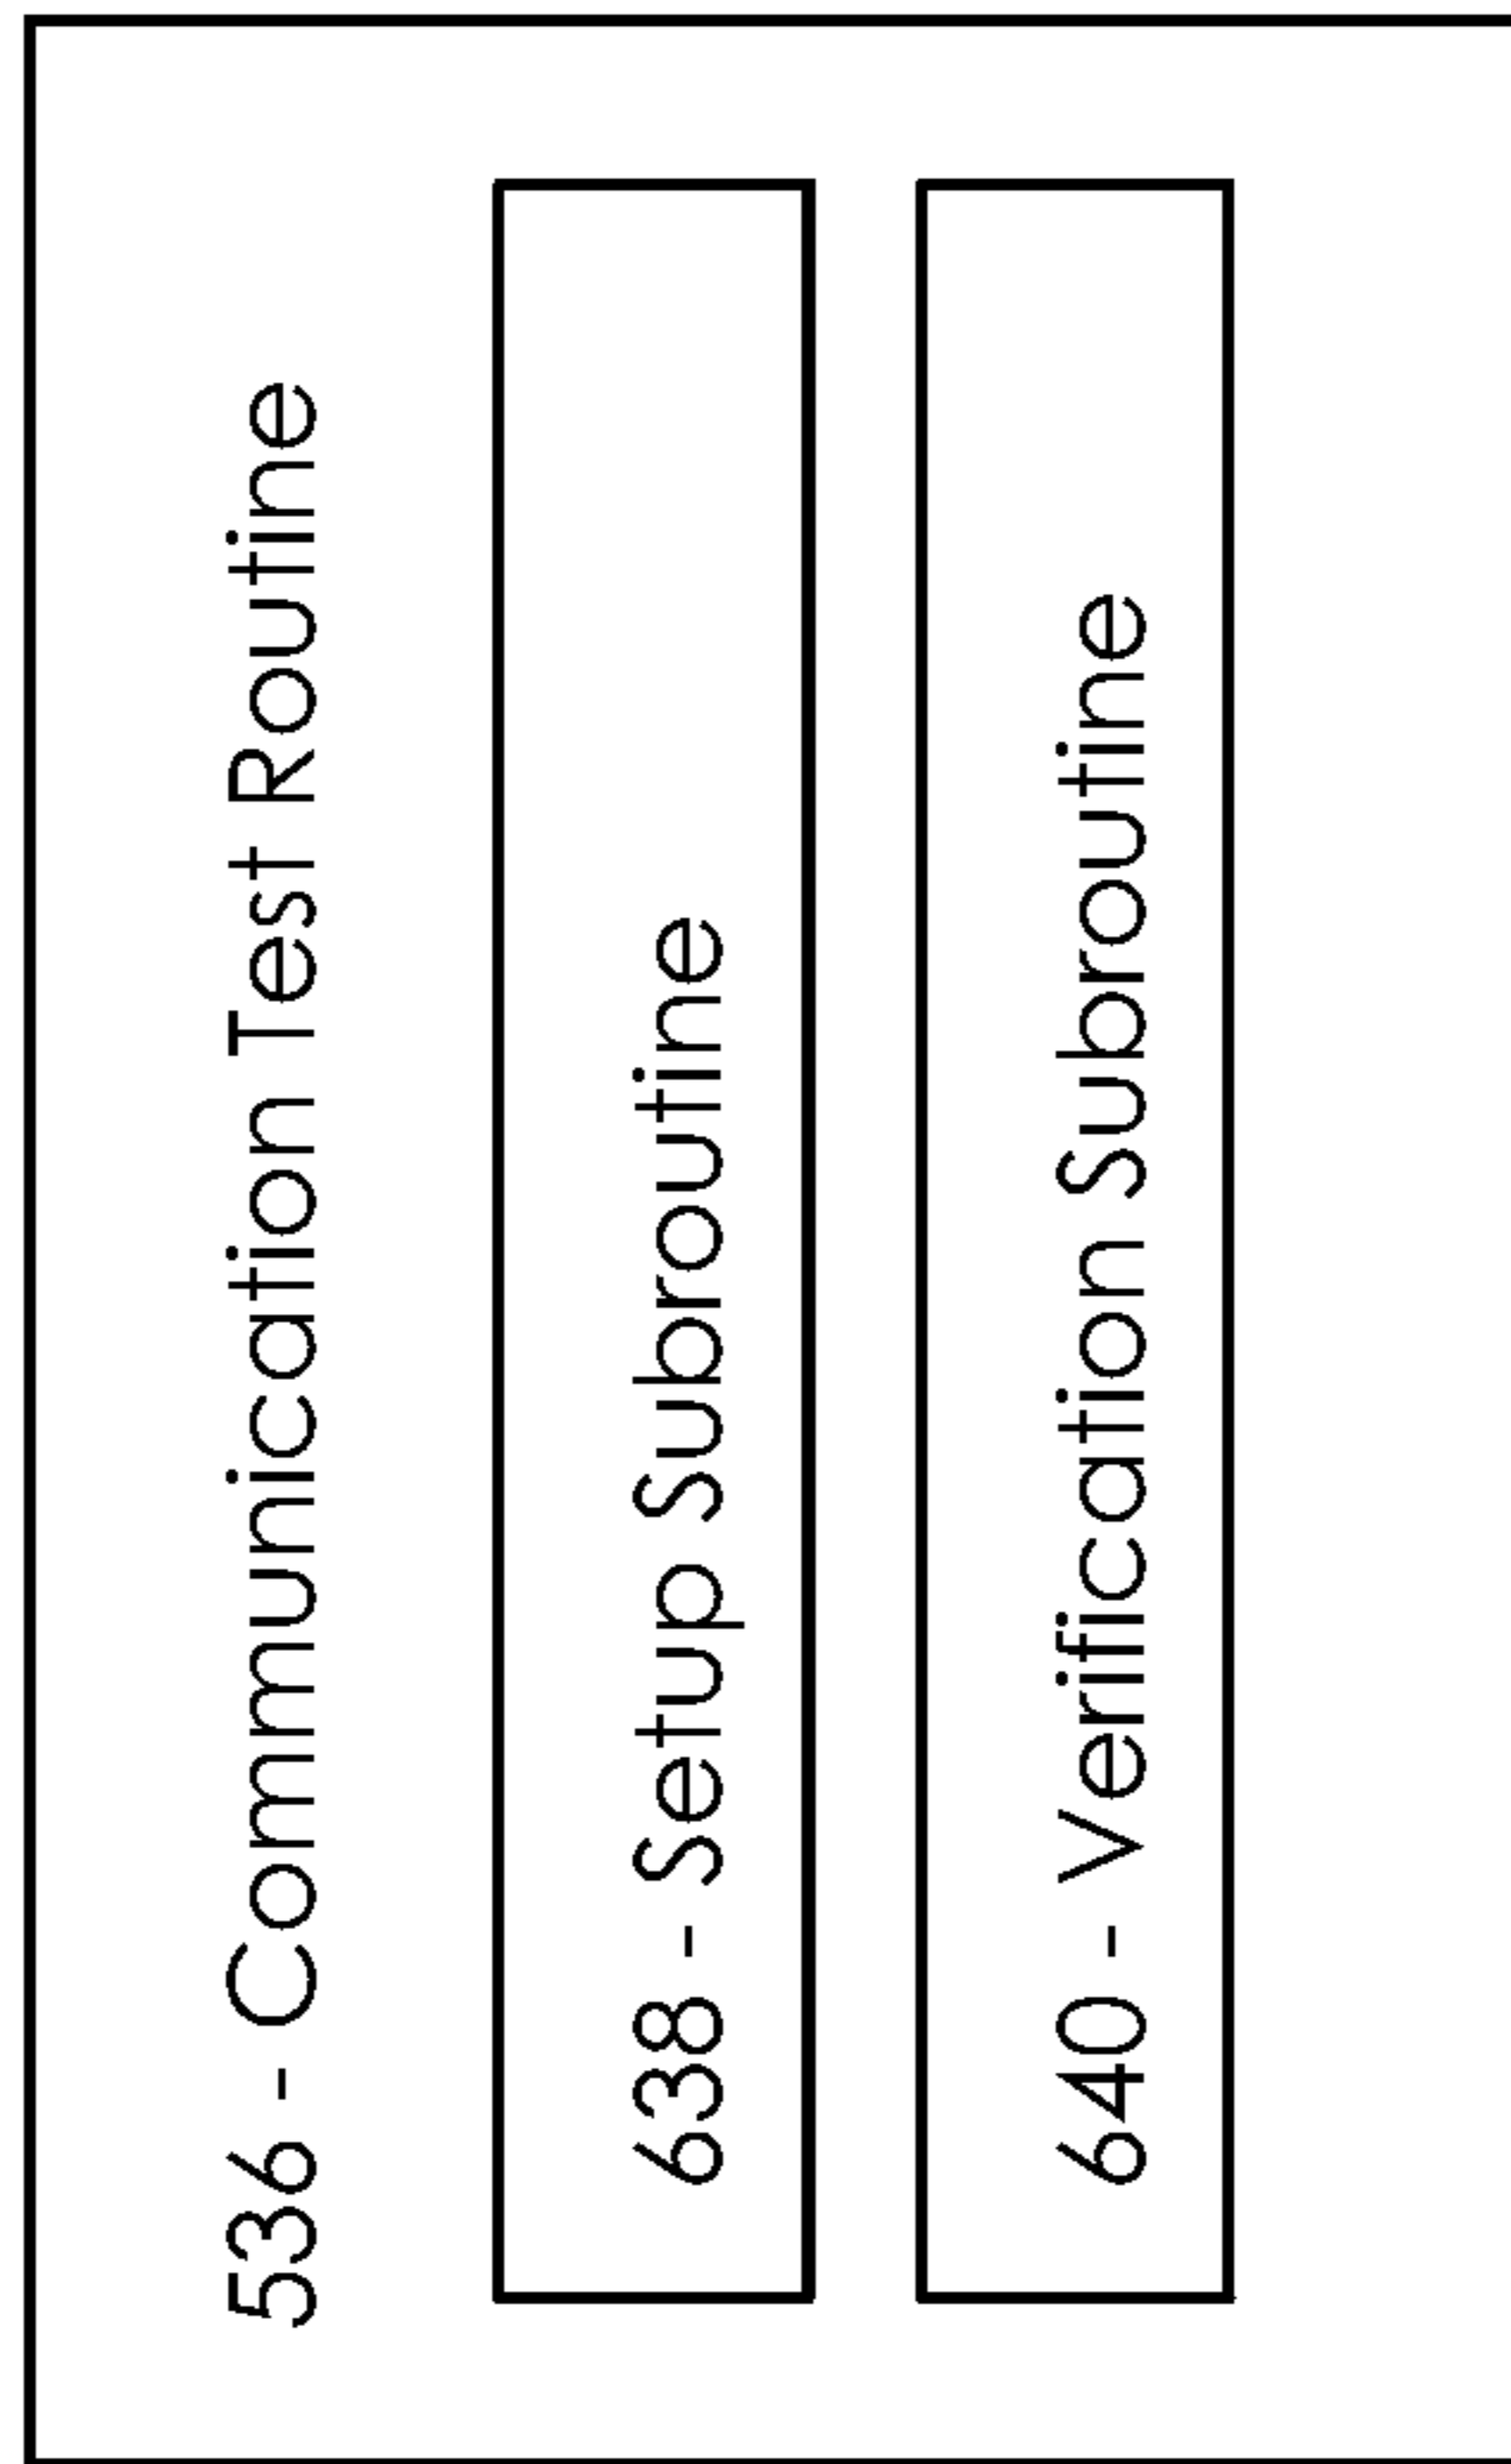 536 - Communication Test Routine
638 - Setup Subroutine
640 - Verification Subroutine